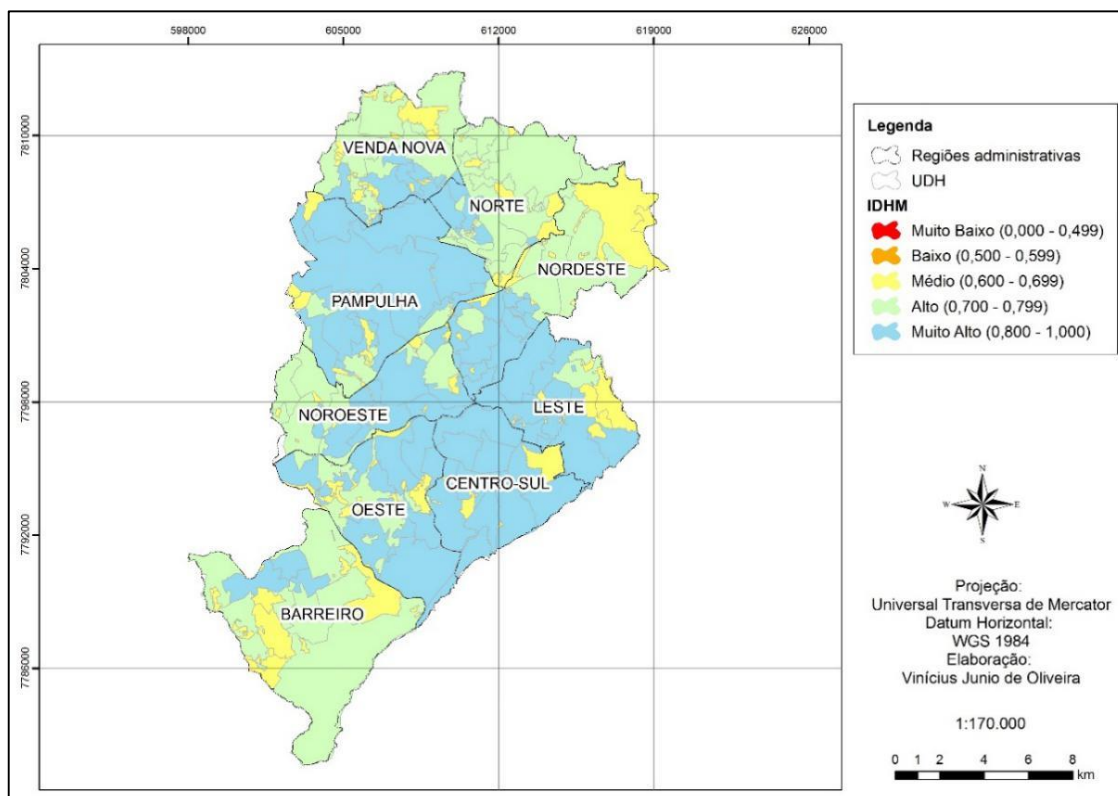 598000 605000 612000 619000 626000
7810000
7804000
7798000
7792000
7786000
VENDA NOVA
NORTE
NORDESTE
PAMPULHA
NOROESTE
LESTE
CENTRO-SUL
OESTE
BARREIRO
Legenda
Regiões administrativas
UDH
IDHM
Muito Baixo (0,000 - 0,499)
Baixo (0,500 - 0,599)
Médio (0,600 - 0,699)
Alto (0,700 - 0,799)
Muito Alto (0,800 - 1,000)
N
W E
S
Projeção:
Universal Transversa de Mercator
Datum Horizontal:
WGS 1984
Elaboração:
Vinícius Junio de Oliveira
1:170.000
0 1 2 4 6 8
km